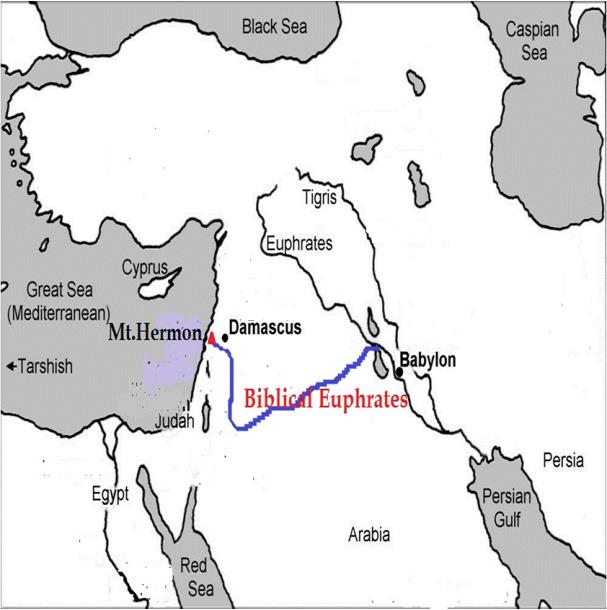 Black Sea
Caspian
Sea
Tigris
Euphrates
Cyprus
Great Sea
(Mediterranean)
Mt.Hermon
Damascus
Tarshish
Babylon
Biblical Euphrates
Judah
Egypt
Persia
Persian
Gulf
Arabia
Red
Sea